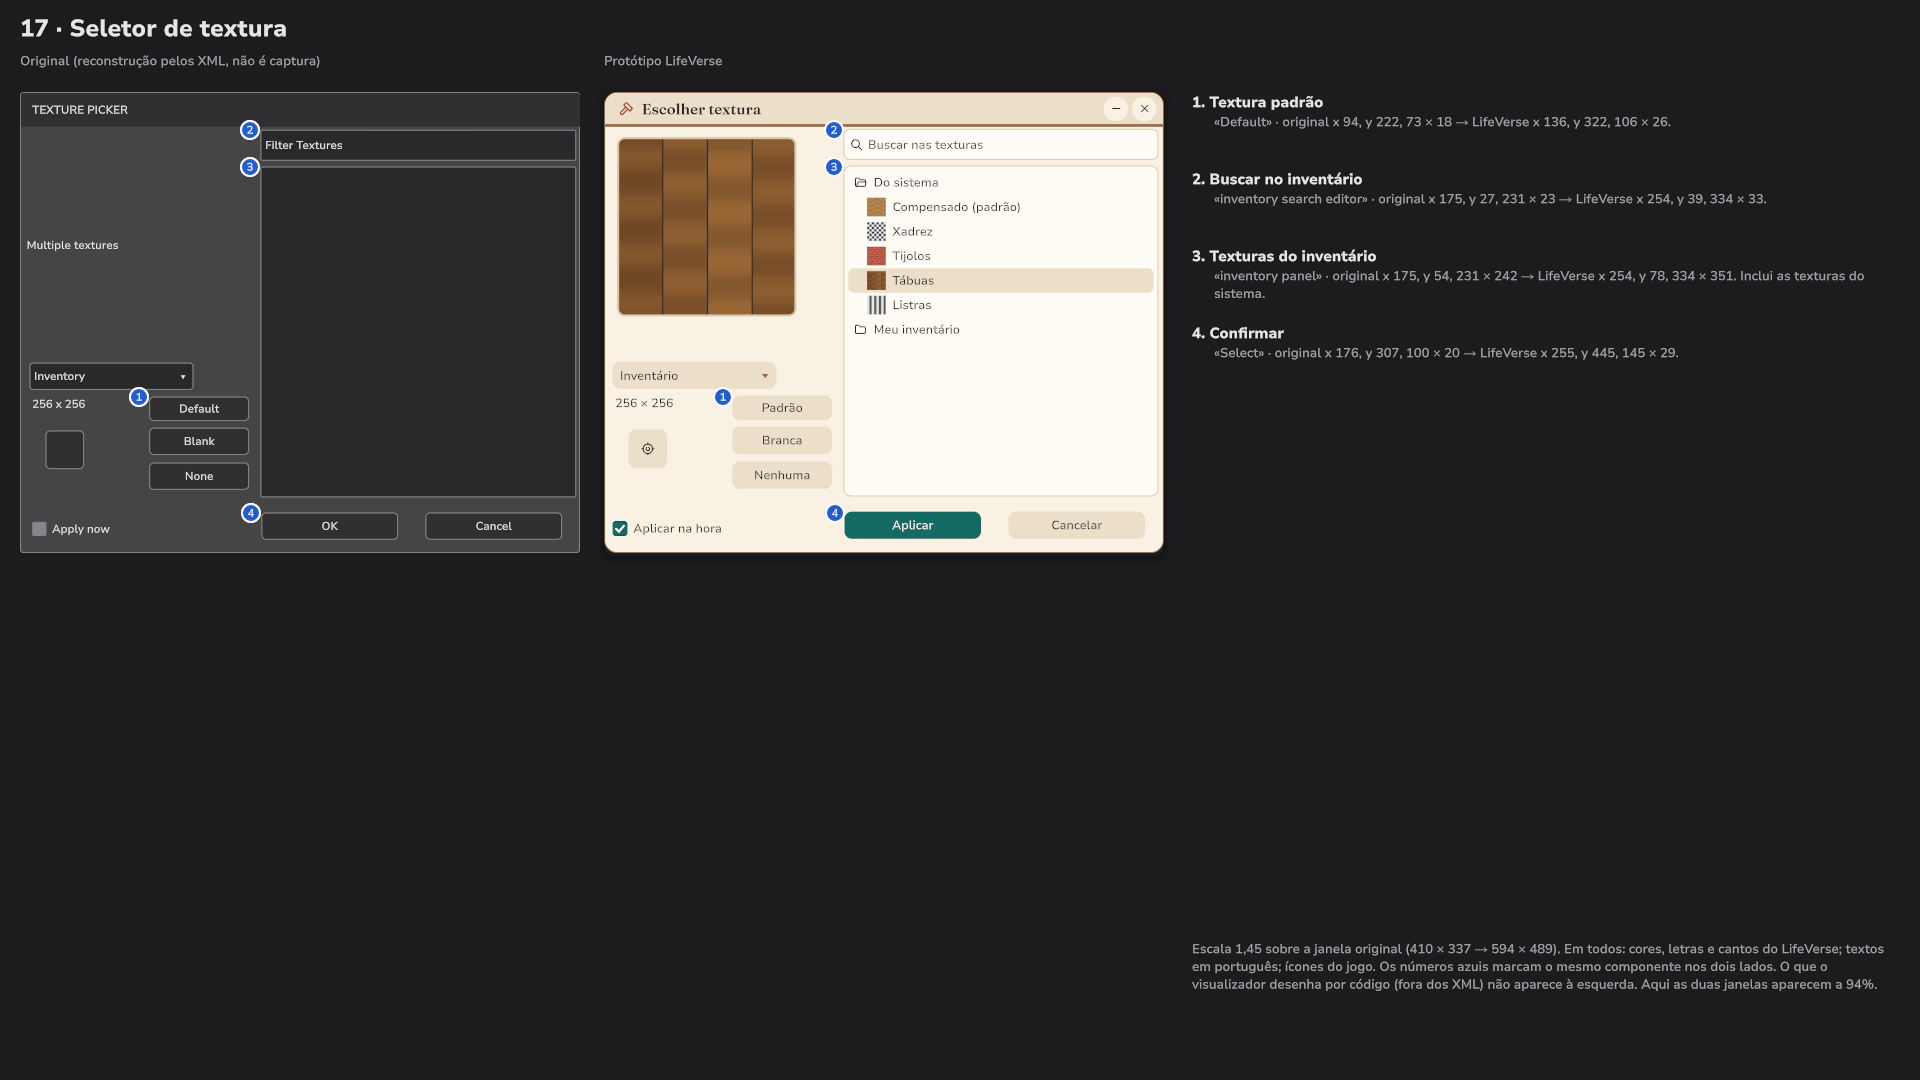 17 · Seletor de textura
Original (reconstrução pelos XML, não é captura)
TEXTURE PICKER
2
Filter Textures
3
Multiple textures
Inventory
256 x 256
1
Default
Blank
None
4
OK
Cancel
Apply now
Protótipo LifeVerse
Escolher textura
2
Buscar nas texturas
3
Do sistema
Compensado (padrão)
Xadrez
Tijolos
Tábuas
Listras
Meu inventário
Inventário
256 × 256
1
Padrão
Branca
Nenhuma
4
Aplicar
Cancelar
Aplicar na hora
1. Textura padrão
«Default» · original x 94, y 222, 73 × 18 → LifeVerse x 136, y 322, 106 × 26.
2. Buscar no inventário
«inventory search editor» · original x 175, y 27, 231 × 23 → LifeVerse x 254, y 39, 334 × 33.
3. Texturas do inventário
«inventory panel» · original x 175, y 54, 231 × 242 → LifeVerse x 254, y 78, 334 × 351. Inclui as texturas do
sistema.
4. Confirmar
«Select» · original x 176, y 307, 100 × 20 → LifeVerse x 255, y 445, 145 × 29.
Escala 1,45 sobre a janela original (410 × 337 → 594 × 489). Em todos: cores, letras e cantos do LifeVerse; textos
em português; ícones do jogo. Os números azuis marcam o mesmo componente nos dois lados. O que o
visualizador desenha por código (fora dos XML) não aparece à esquerda. Aqui as duas janelas aparecem a 94%.